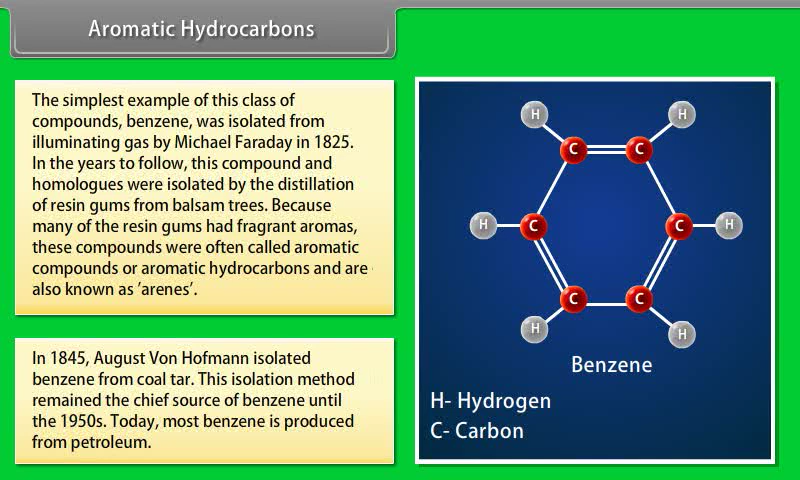 Aromatic Hydrocarbons
The simplest example of this class of
compounds, benzene, was isolated from
illuminating gas by Michael Faraday in 1825.
In the years to follow, this compound and
homologues were isolated by the distillation
of resin gums from balsam trees. Because
many of the resin gums had fragrant aromas,
these compounds were often called aromatic
compounds or aromatic hydrocarbons and are
also known as 'arenes'.
In 1845, August Von Hofmann isolated
benzene from coal tar. This isolation method
remained the chief source of benzene until
the 1950s. Today, most benzene is produced
from petroleum.
H H
C C
H C C H
C C
H H
Benzene
H- Hydrogen
C- Carbon